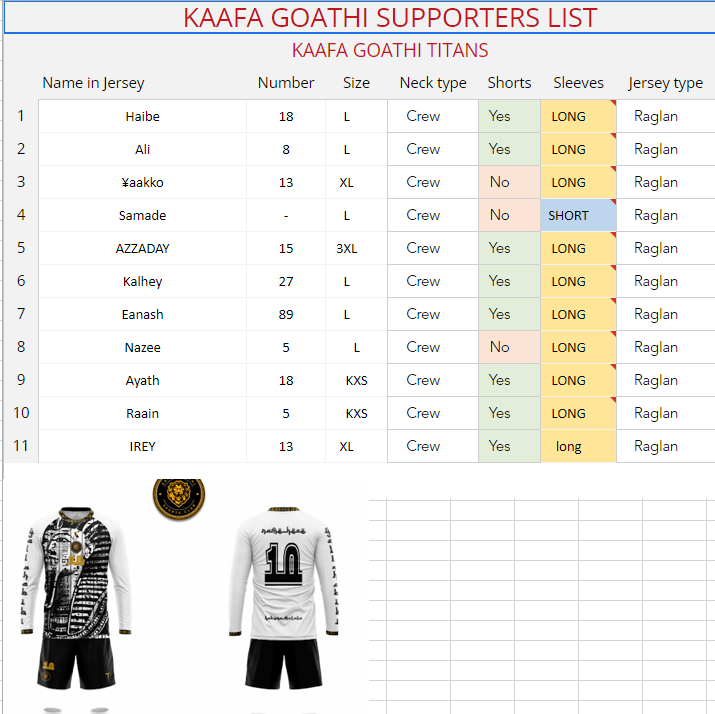 KAAFA GOATHI SUPPORTERS LIST
KAAFA GOATHI TITANS
Name in Jersey Number Size Neck type Shorts Sleeves Jersey type
1 Haibe 18 L Crew Yes LONG Raglan
2 Ali 8 L Crew Yes LONG Raglan
3 ¥aakko 13 XL Crew No LONG Raglan
4 Samade - L Crew No SHORT Raglan
5 AZZADAY 15 3XL Crew Yes LONG Raglan
6 Kalhey 27 L Crew Yes LONG Raglan
7 Eanash 89 L Crew Yes LONG Raglan
8 Nazee 5 L Crew No LONG Raglan
9 Ayath 18 KXS Crew Yes LONG Raglan
10 Raain 5 KXS Crew Yes LONG Raglan
11 IREY 13 XL Crew Yes long Raglan
name here
10